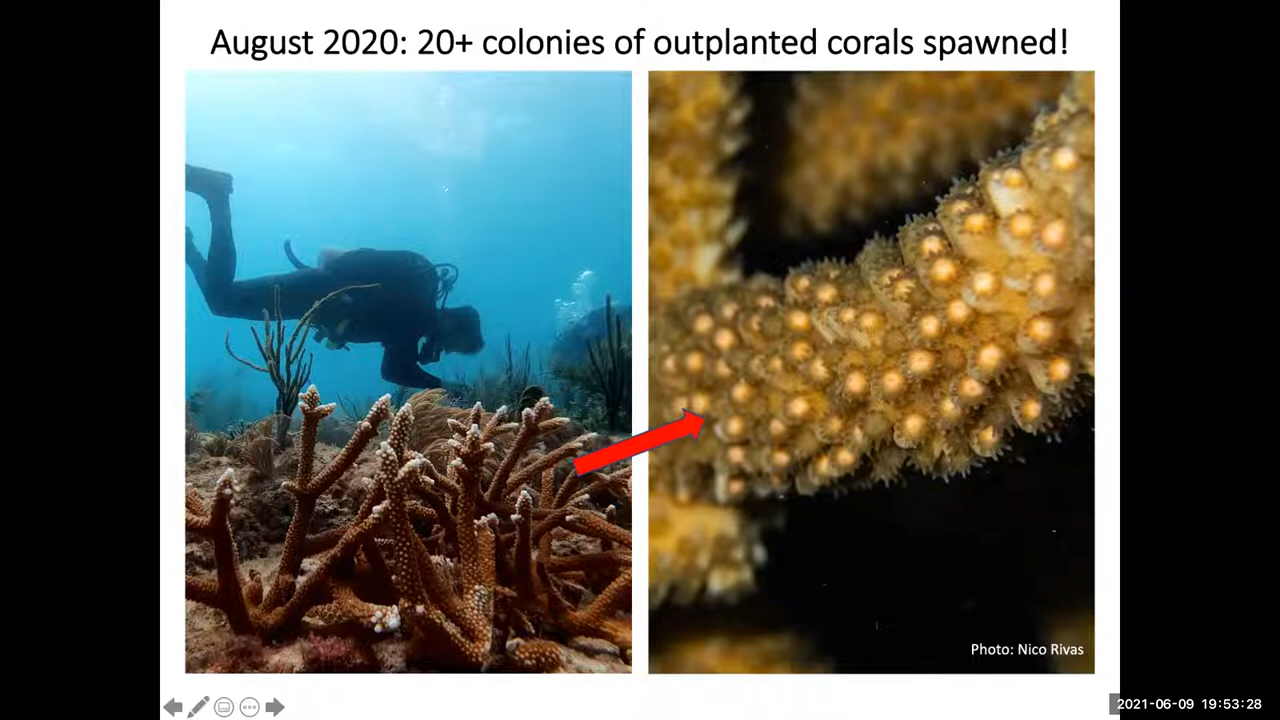 August 2020: 20+ colonies of outplanted corals spawned!
Photo: Nico Rivas
2021-06-09 19:53:28